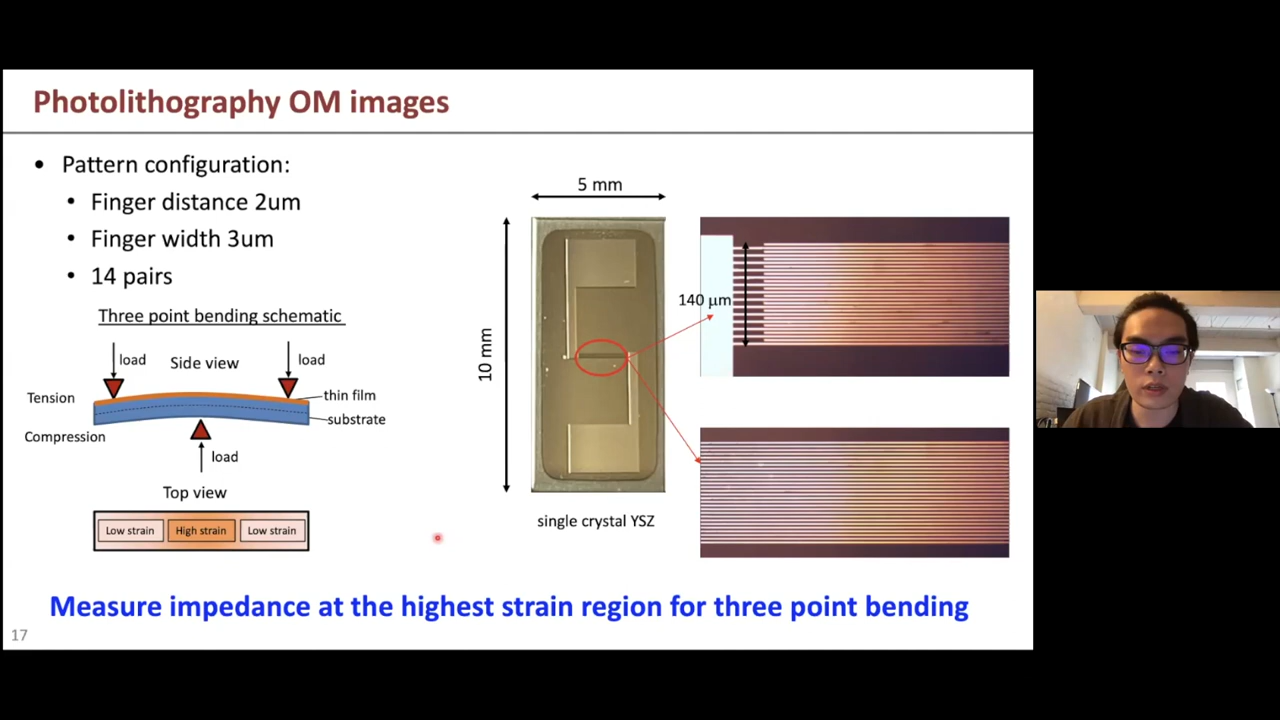 Photolithography OM images
• Pattern configuration:
• Finger distance 2um
• Finger width 3um
• 14 pairs
Three point bending schematic
load
Side view
load
Tension
thin film
substrate
Compression
load
Top view
Low strain
High strain
Low strain
5 mm
10 mm
140 μm
single crystal YSZ
Measure impedance at the highest strain region for three point bending
17